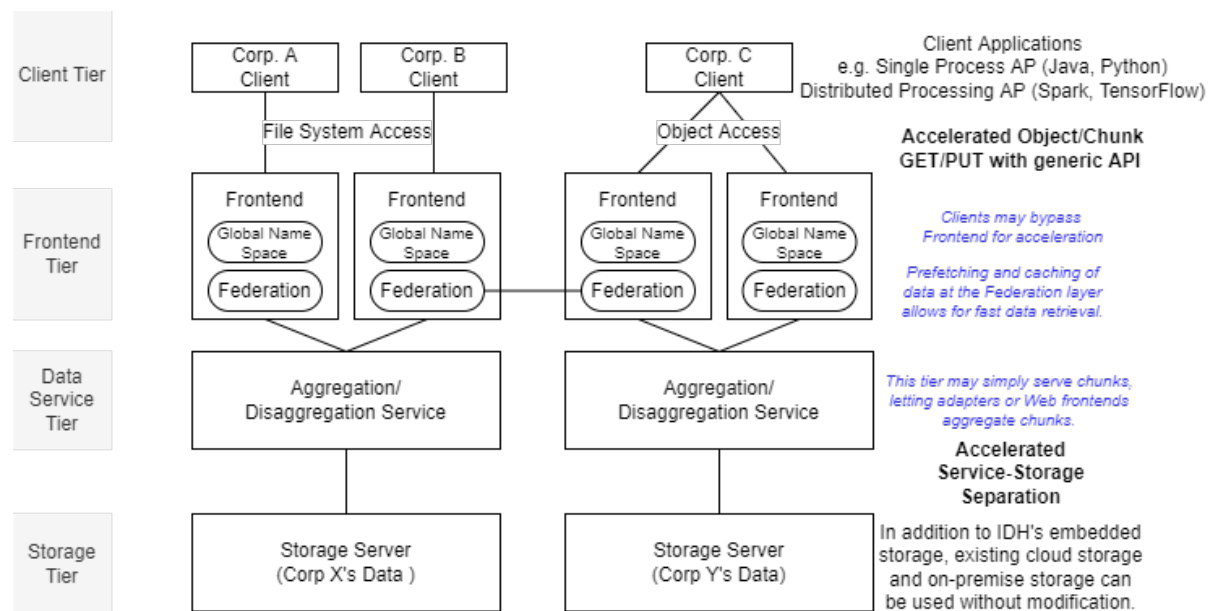 Client Tier
Corp. A
Client
Corp. B
Client
Corp. C
Client
Client Applications
e.g. Single Process AP (Java, Python)
Distributed Processing AP (Spark, TensorFlow)
File System Access
Object Access
Accelerated Object/Chunk
GET/PUT with generic API
Frontend
Tier
Frontend
Global Name
Space
Federation
Frontend
Global Name
Space
Federation
Frontend
Global Name
Space
Federation
Frontend
Global Name
Space
Federation
Clients may bypass
Frontend for acceleration
Prefetching and caching of
data at the Federation layer
allows for fast data retrieval.
Data
Service
Tier
Aggregation/
Disaggregation Service
Aggregation/
Disaggregation Service
This tier may simply serve chunks,
letting adapters or Web frontends
aggregate chunks.
Accelerated
Service-Storage
Separation
Storage
Tier
Storage Server
(Corp X's Data )
Storage Server
(Corp Y's Data)
In addition to IDH's embedded
storage, existing cloud storage
and on-premise storage can
be used without modification.